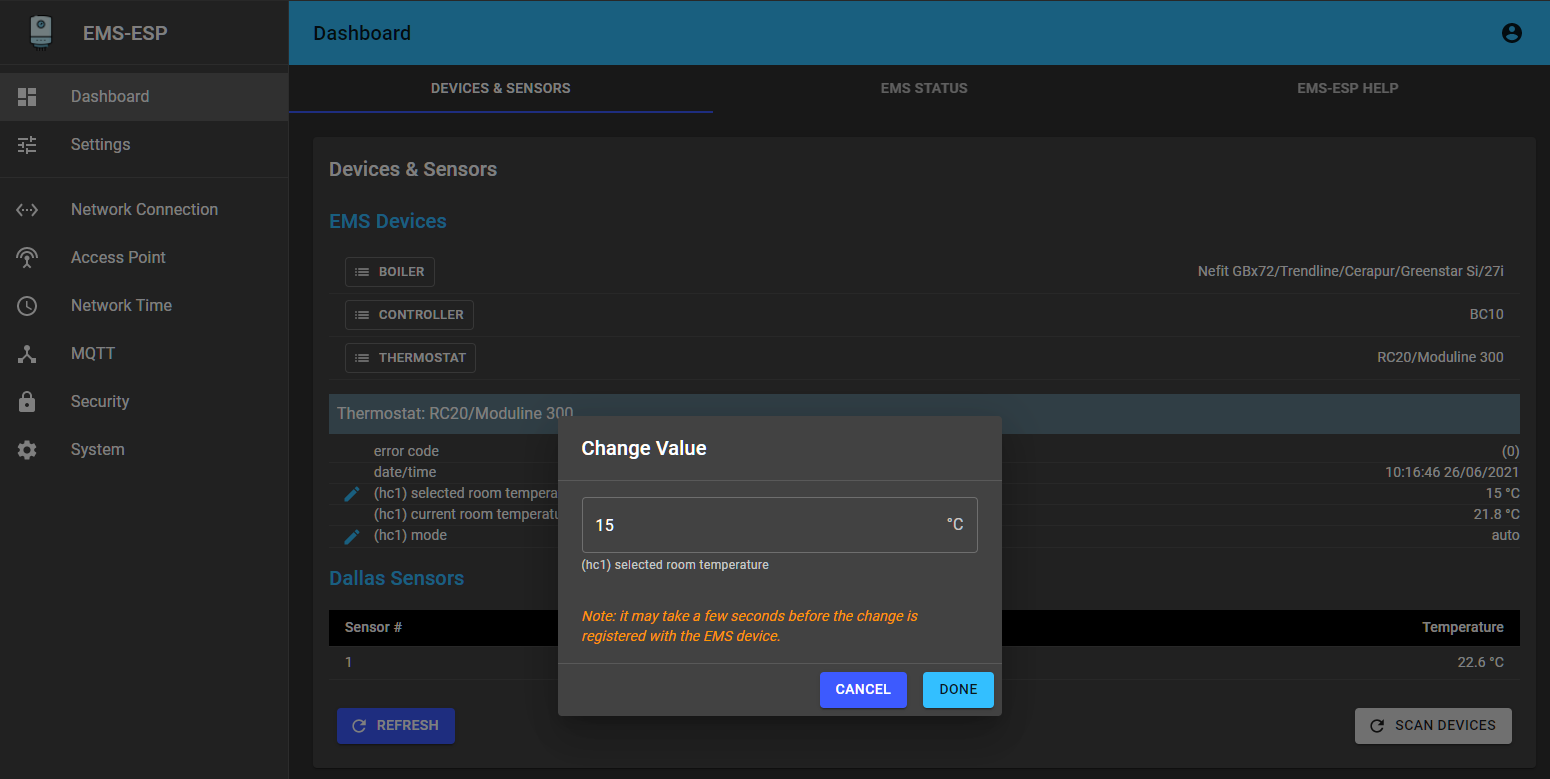 EMS-ESP
Dashboard
Dashboard
Settings
Network Connection
Access Point
Network Time
MQTT
Security
System
DEVICES & SENSORS
EMS STATUS
EMS-ESP HELP
Devices & Sensors
EMS Devices
BOILER
Nefit GBx72/Trendline/Cerapur/Greenstar Si/27i
CONTROLLER
BC10
THERMOSTAT
RC20/Moduline 300
Thermostat: RC20/Moduline 300
error code
(0)
date/time
10:16:46 26/06/2021
(hc1) selected room tempera
15 °C
(hc1) current room temperatu
21.8 °C
(hc1) mode
auto
Dallas Sensors
Sensor #
Temperature
1
22.6 °C
REFRESH
SCAN DEVICES
Change Value
15 °C
(hc1) selected room temperature
Note: it may take a few seconds before the change is
registered with the EMS device.
CANCEL
DONE